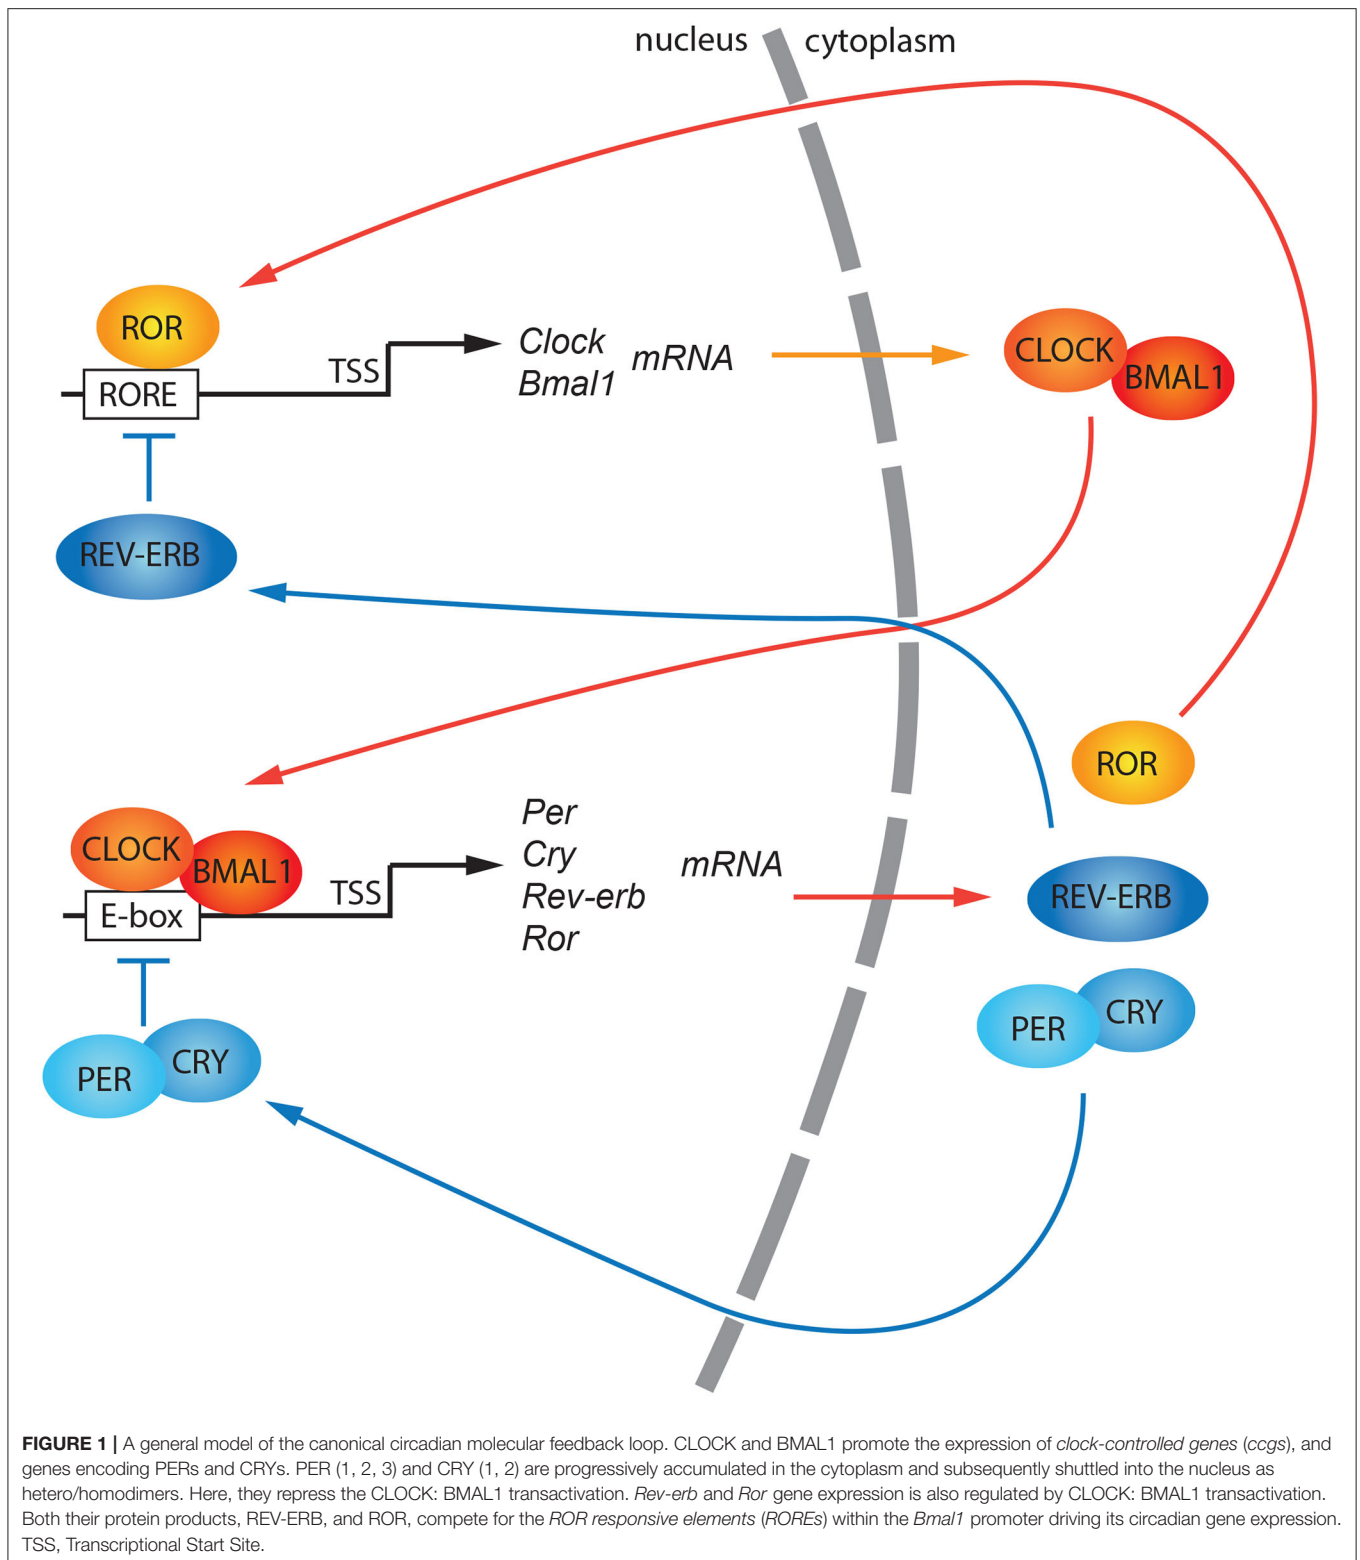 nucleus cytoplasm
ROR
RORE
TSS
Clock
Bmal1
mRNA
CLOCK
BMAL1
REV-ERB
ROR
CLOCK
BMAL1
E-box
TSS
Per
Cry
Rev-erb
Ror
mRNA
REV-ERB
PER
CRY
PER
CRY
FIGURE 1 | A general model of the canonical circadian molecular feedback loop. CLOCK and BMAL1 promote the expression of clock-controlled genes (ccgs), and
genes encoding PERs and CRYs. PER (1, 2, 3) and CRY (1, 2) are progressively accumulated in the cytoplasm and subsequently shuttled into the nucleus as
hetero/homodimers. Here, they repress the CLOCK: BMAL1 transactivation. Rev-erb and Ror gene expression is also regulated by CLOCK: BMAL1 transactivation.
Both their protein products, REV-ERB, and ROR, compete for the ROR responsive elements (ROREs) within the Bmal1 promoter driving its circadian gene expression.
TSS, Transcriptional Start Site.